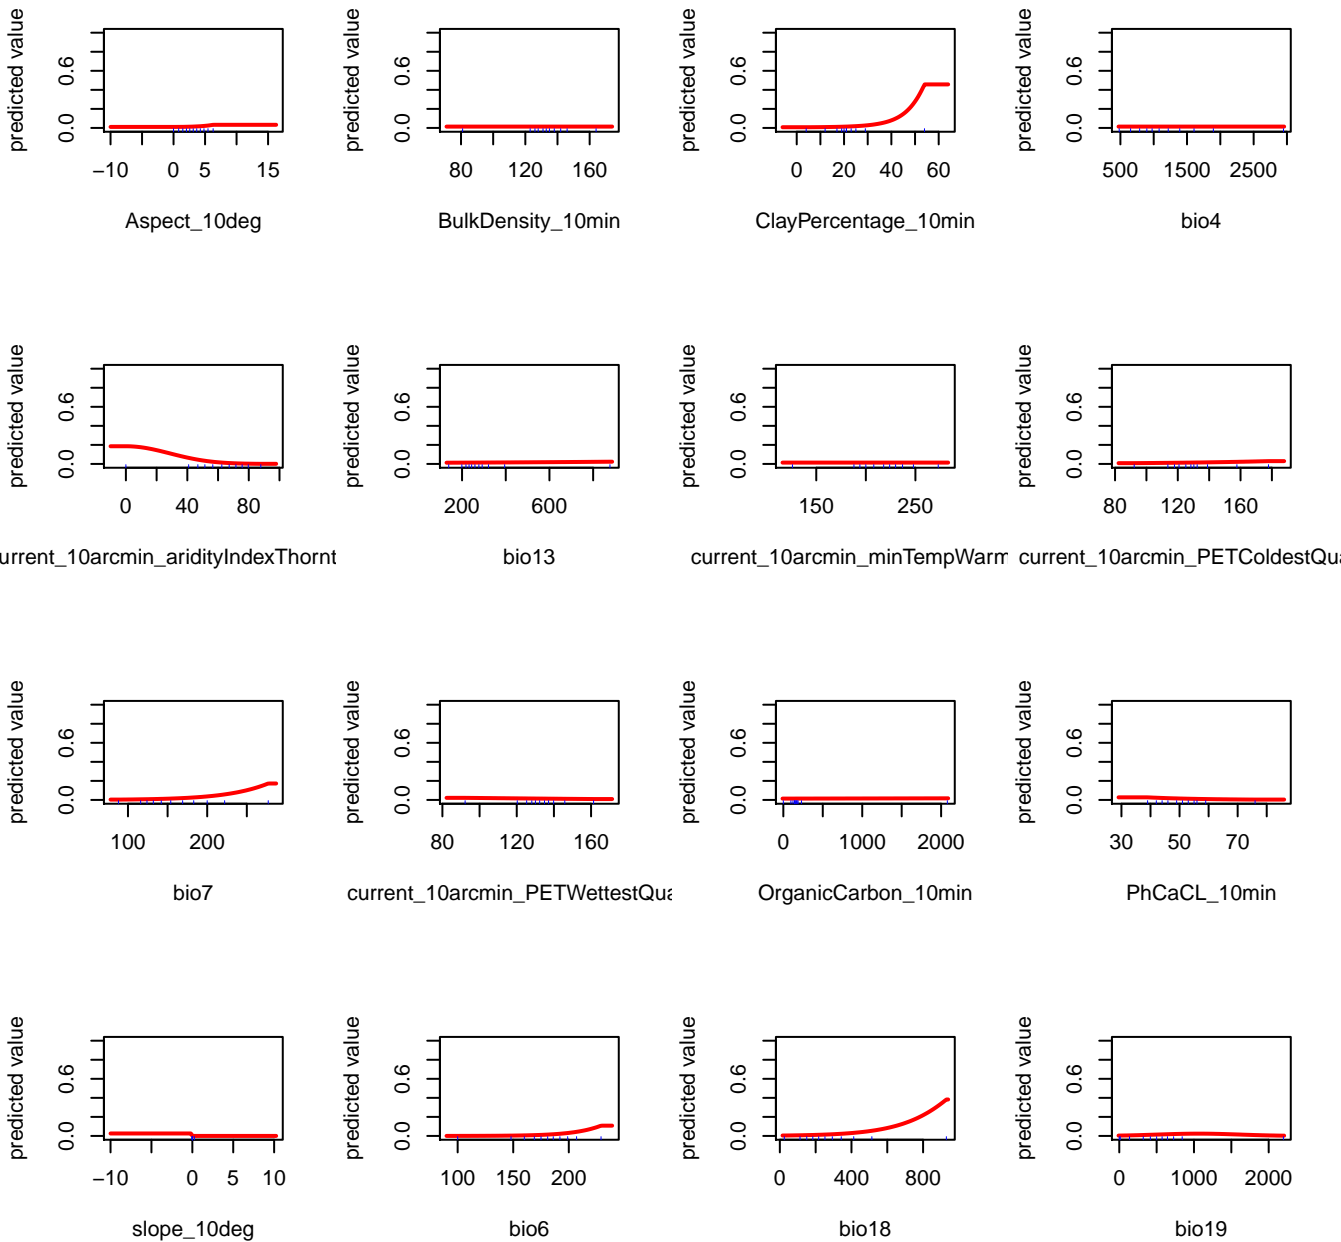 predicted value
0.0 0.6
−10 0 5 15
Aspect_10deg
predicted value
0.0 0.6
80 120 160
BulkDensity_10min
predicted value
0.0 0.6
0 20 40 60
ClayPercentage_10min
predicted value
0.0 0.6
500 1500 2500
bio4
predicted value
0.0 0.6
0 40 80
urrent_10arcmin_aridityIndexThornt
predicted value
0.0 0.6
200 600
bio13
predicted value
0.0 0.6
150 250
current_10arcmin_minTempWarm
predicted value
0.0 0.6
80 120 160
current_10arcmin_PETColdestQua
predicted value
0.0 0.6
100 200
bio7
predicted value
0.0 0.6
80 120 160
current_10arcmin_PETWettestQua
predicted value
0.0 0.6
0 1000 2000
OrganicCarbon_10min
predicted value
0.0 0.6
30 50 70
PhCaCL_10min
predicted value
0.0 0.6
−10 0 5 10
slope_10deg
predicted value
0.0 0.6
100 150 200
bio6
predicted value
0.0 0.6
0 400 800
bio18
predicted value
0.0 0.6
0 1000 2000
bio19